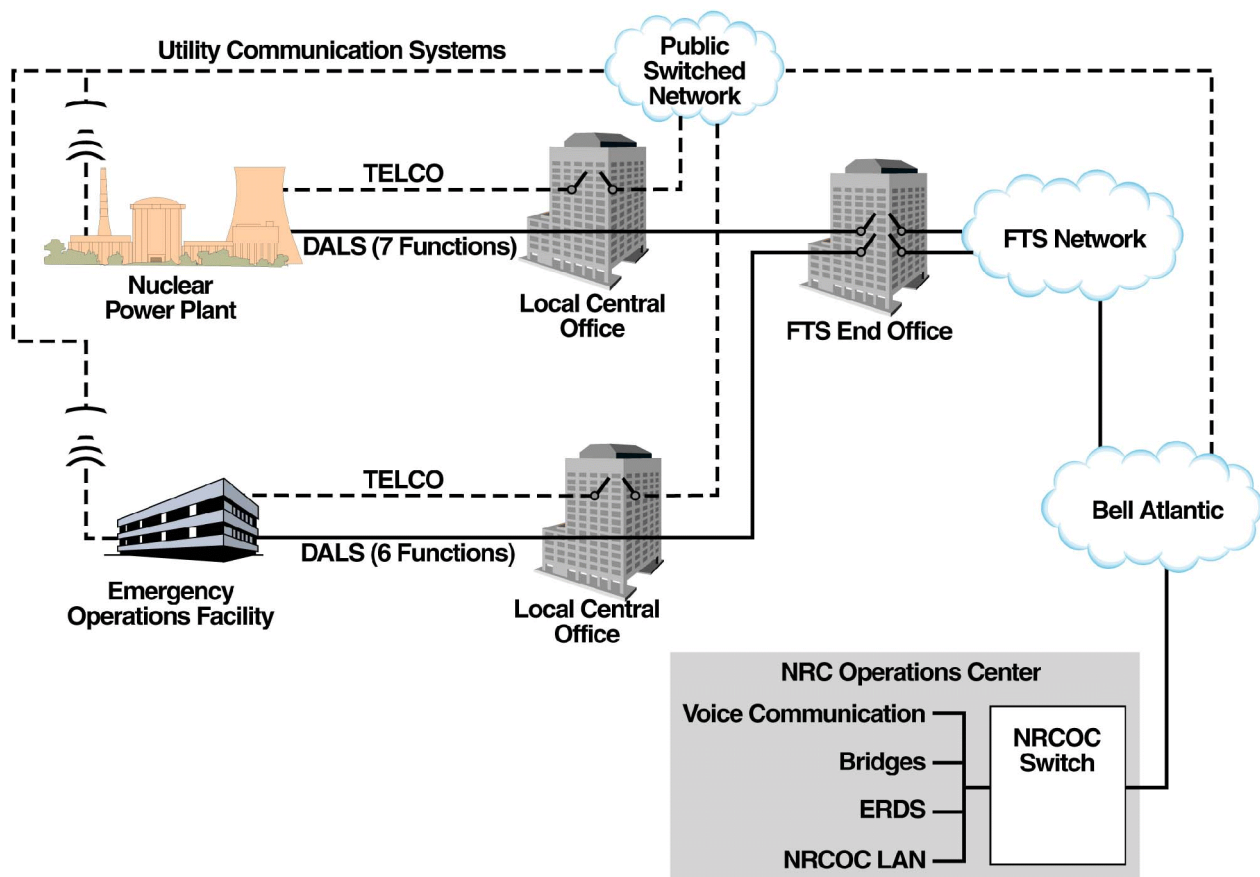 Utility Communication Systems
Public
Switched
Network
TELCO
DALS (7 Functions)
FTS Network
Nuclear
Power Plant
Local Central
Office
FTS End Office
TELCO
Bell Atlantic
DALS (6 Functions)
Emergency
Operations Facility
Local Central
Office
NRC Operations Center
Voice Communication
Bridges
ERDS
NRCOC LAN
NRCOC
Switch